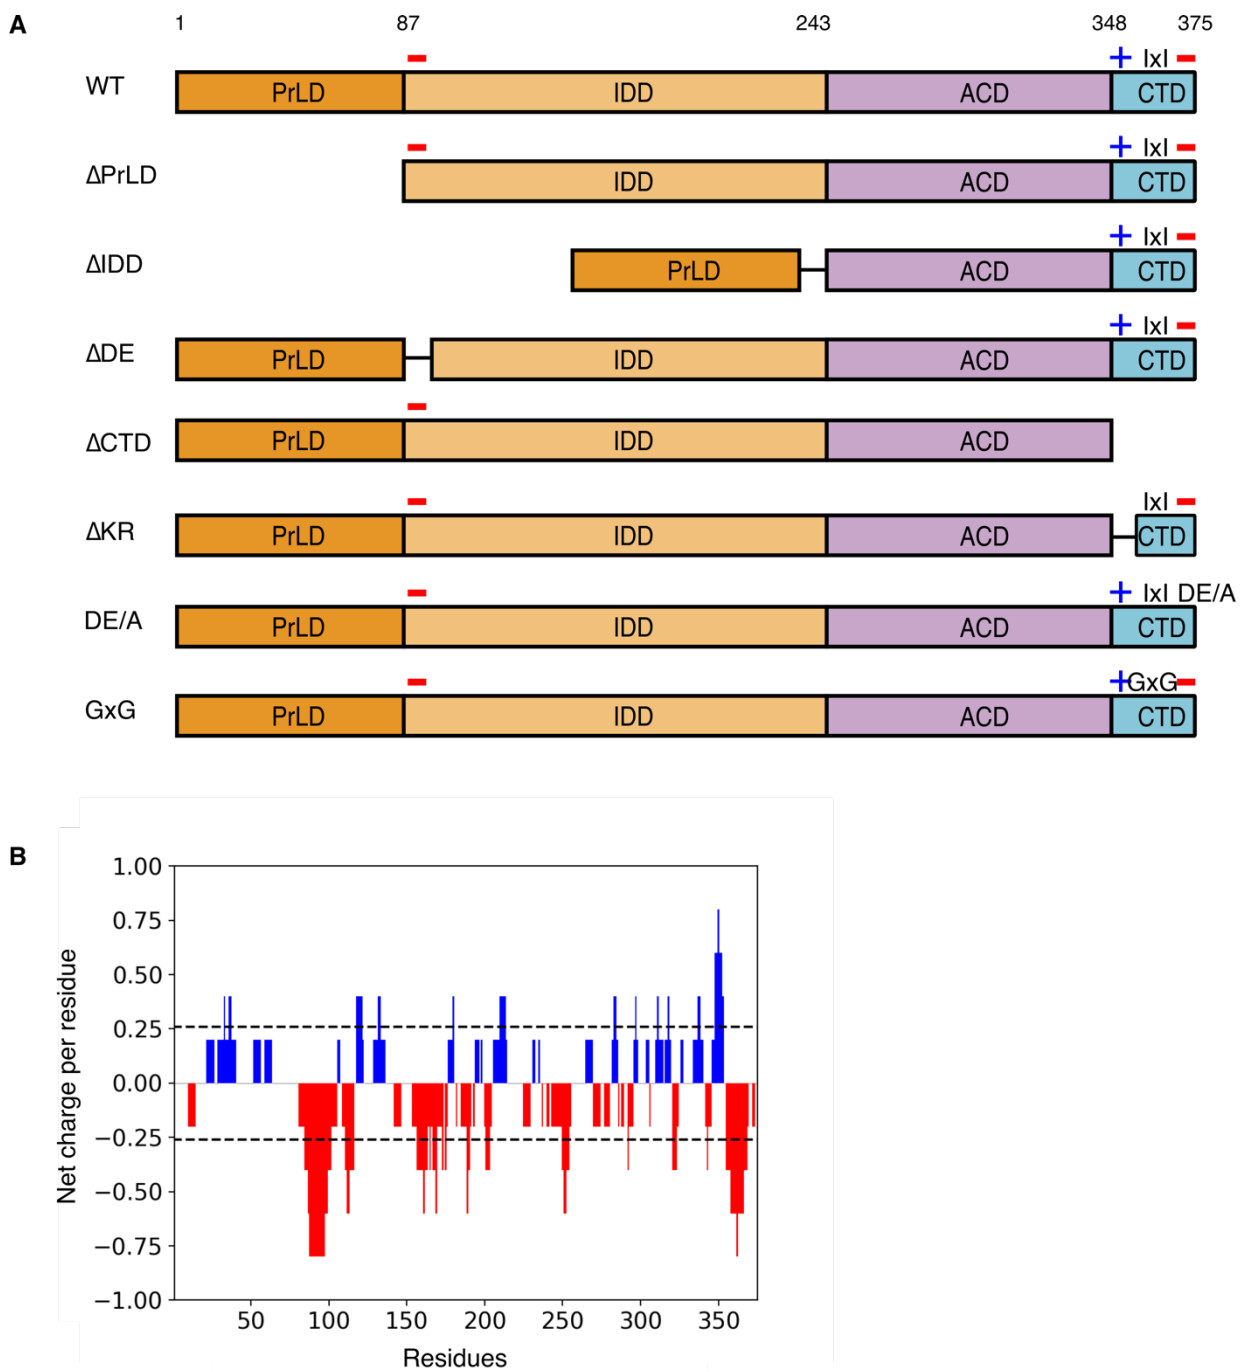 A
1 87 243 348 375
− + IxI −
WT PrLD IDD ACD CTD
− + IxI −
ΔPrLD IDD ACD CTD
+ IxI −
ΔIDD PrLD ACD CTD
+ IxI −
ΔDE PrLD IDD ACD CTD
−
ΔCTD PrLD IDD ACD
− IxI −
ΔKR PrLD IDD ACD CTD
− + IxI DE/A
DE/A PrLD IDD ACD CTD
− +GxG−
GxG PrLD IDD ACD CTD
B
Net charge per residue
1.00
0.75
0.50
0.25
0.00
−0.25
−0.50
−0.75
−1.00
50 100 150 200 250 300 350
Residues